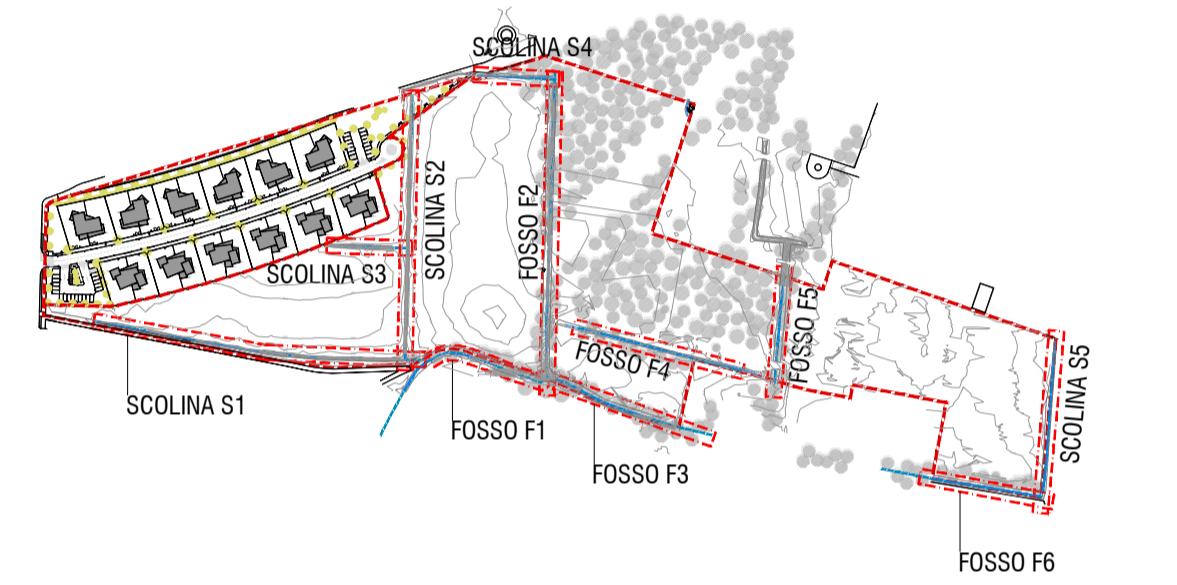 SCOLINA S4
SCOLINA S2
FOSSO F2
SCOLINA S3
FOSSO F5
FOSSO F4
SCOLINA S5
SCOLINA S1
FOSSO F1
FOSSO F3
FOSSO F6